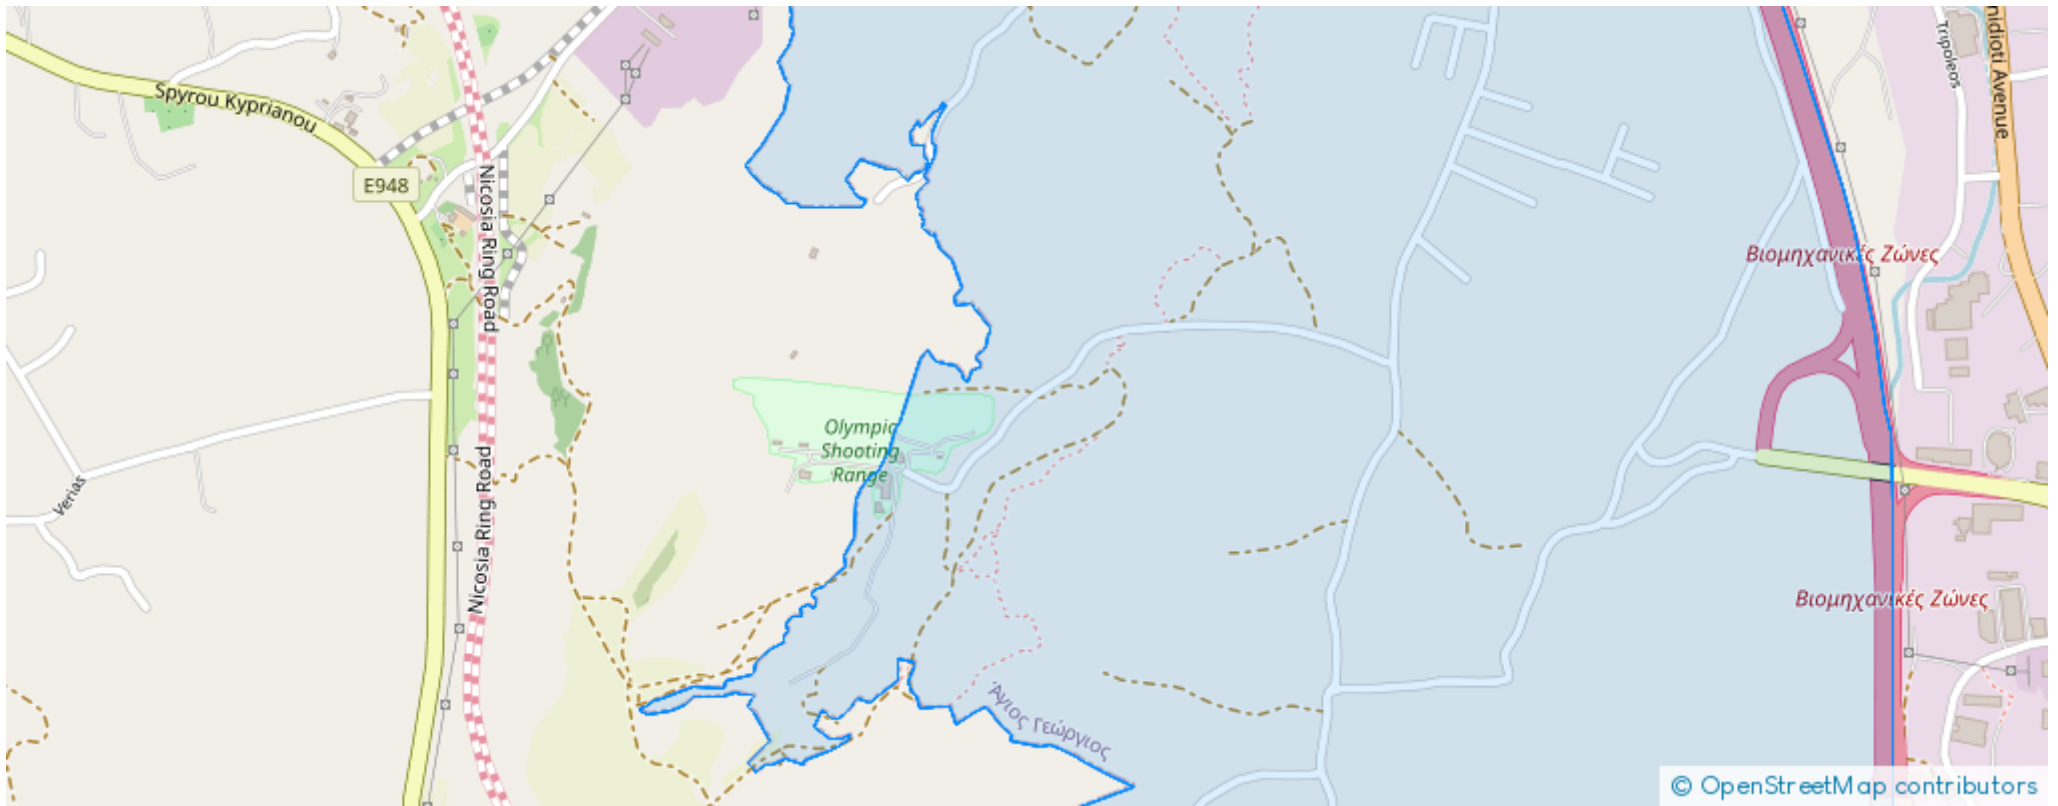 Spyrou Kyprianou
E948
Nicosia Ring Road
Nicosia Ring Road
Verias
Olympic
Shooting
Range
Άγιος Γεώργιος
Βιομηχανικές Ζώνες
Βιομηχανικές Ζώνες
Tripoleos
nidioti Avenue
© OpenStreetMap contributors